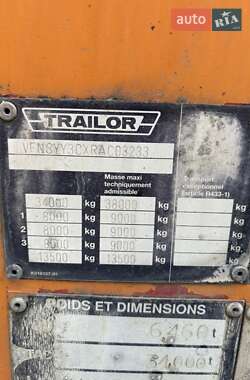 AUTO.RIA.com
TRAILOR
VFNSYY3CXRAC03233
Masse maxi
techniquement
admissible
Transport
exceptionnel
(article R433-1)
34000 kg 38000 kg kg
1 8000 kg 9000 kg kg
2 8000 kg 9000 kg kg
3 8000 kg 9000 kg kg
13500 kg 13500 kg kg
POIDS ET DIMENSIONS
6460
34000